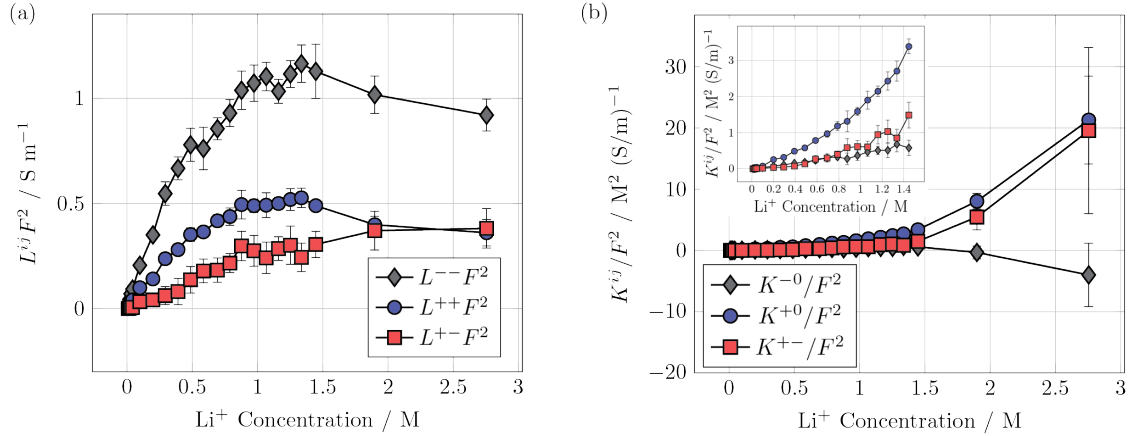 (a)
L^{ij}F^2 / S m^{-1}
1
0.5
0
0 0.5 1 1.5 2 2.5 3
Li^+ Concentration / M
L^{--}F^2
L^{++}F^2
L^{+-}F^2
(b)
K^{ij}/F^2 / M^2 (S/m)^{-1}
30
20
10
0
−10
−20
0 0.5 1 1.5 2 2.5 3
Li^+ Concentration / M
K^{-0}/F^2
K^{+0}/F^2
K^{+-}/F^2
K^{ij}/F^2 / M^2 (S/m)^{-1}
3
2
1
0
0 0.2 0.4 0.6 0.8 1 1.2 1.4
Li^+ Concentration / M